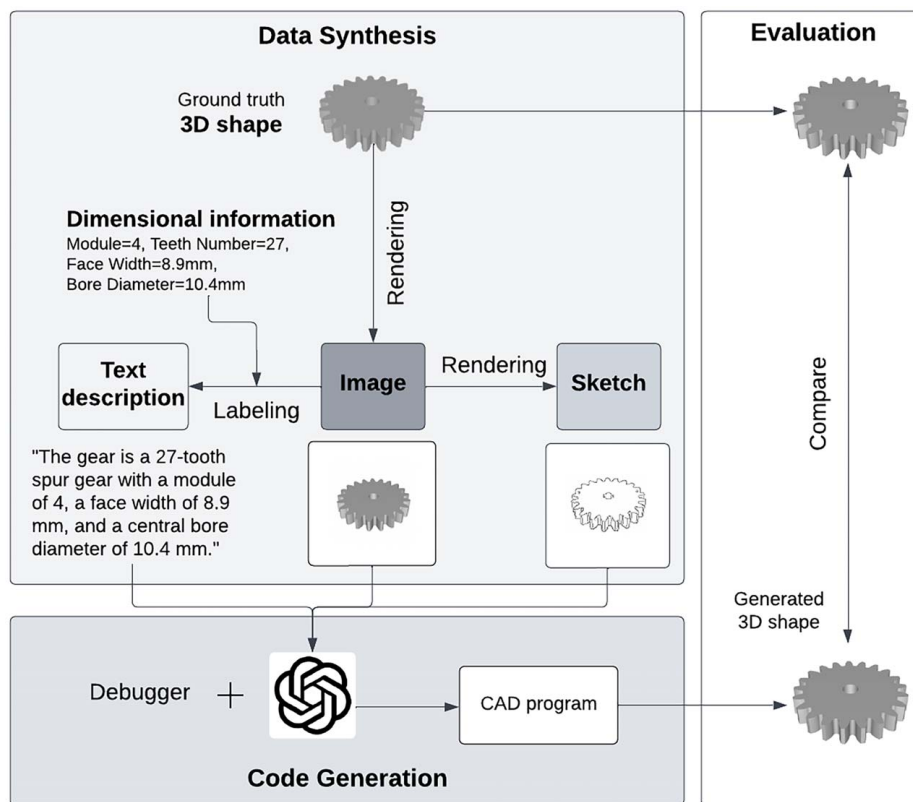 Data Synthesis
Evaluation
Ground truth
3D shape
Dimensional information
Module=4, Teeth Number=27,
Face Width=8.9mm,
Bore Diameter=10.4mm
Rendering
Text
description
Labeling
Image
Rendering
Sketch
Compare
"The gear is a 27-tooth
spur gear with a module
of 4, a face width of 8.9
mm, and a central bore
diameter of 10.4 mm."
Generated
3D shape
Debugger +
CAD program
Code Generation